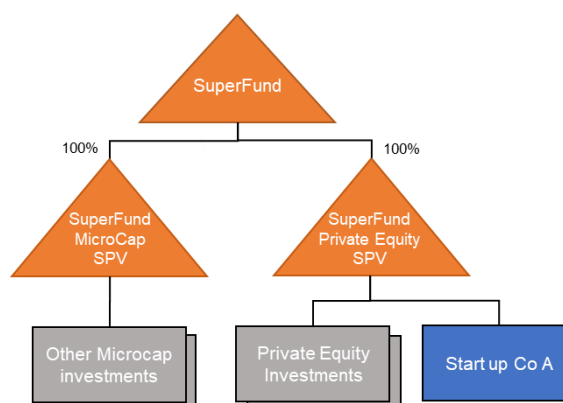 SuperFund
100%
100%
SuperFund
MicroCap
SPV
SuperFund
Private Equity
SPV
Other Microcap
investments
Private Equity
Investments
Start up Co A